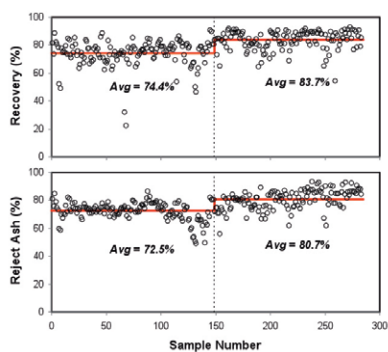 100
80
60
40
20
0
Recovery (%)
Avg = 74.4%
Avg = 83.7%
100
80
60
40
20
0
Reject Ash (%)
Avg = 72.5%
Avg = 80.7%
0 50 100 150 200 250 300
Sample Number